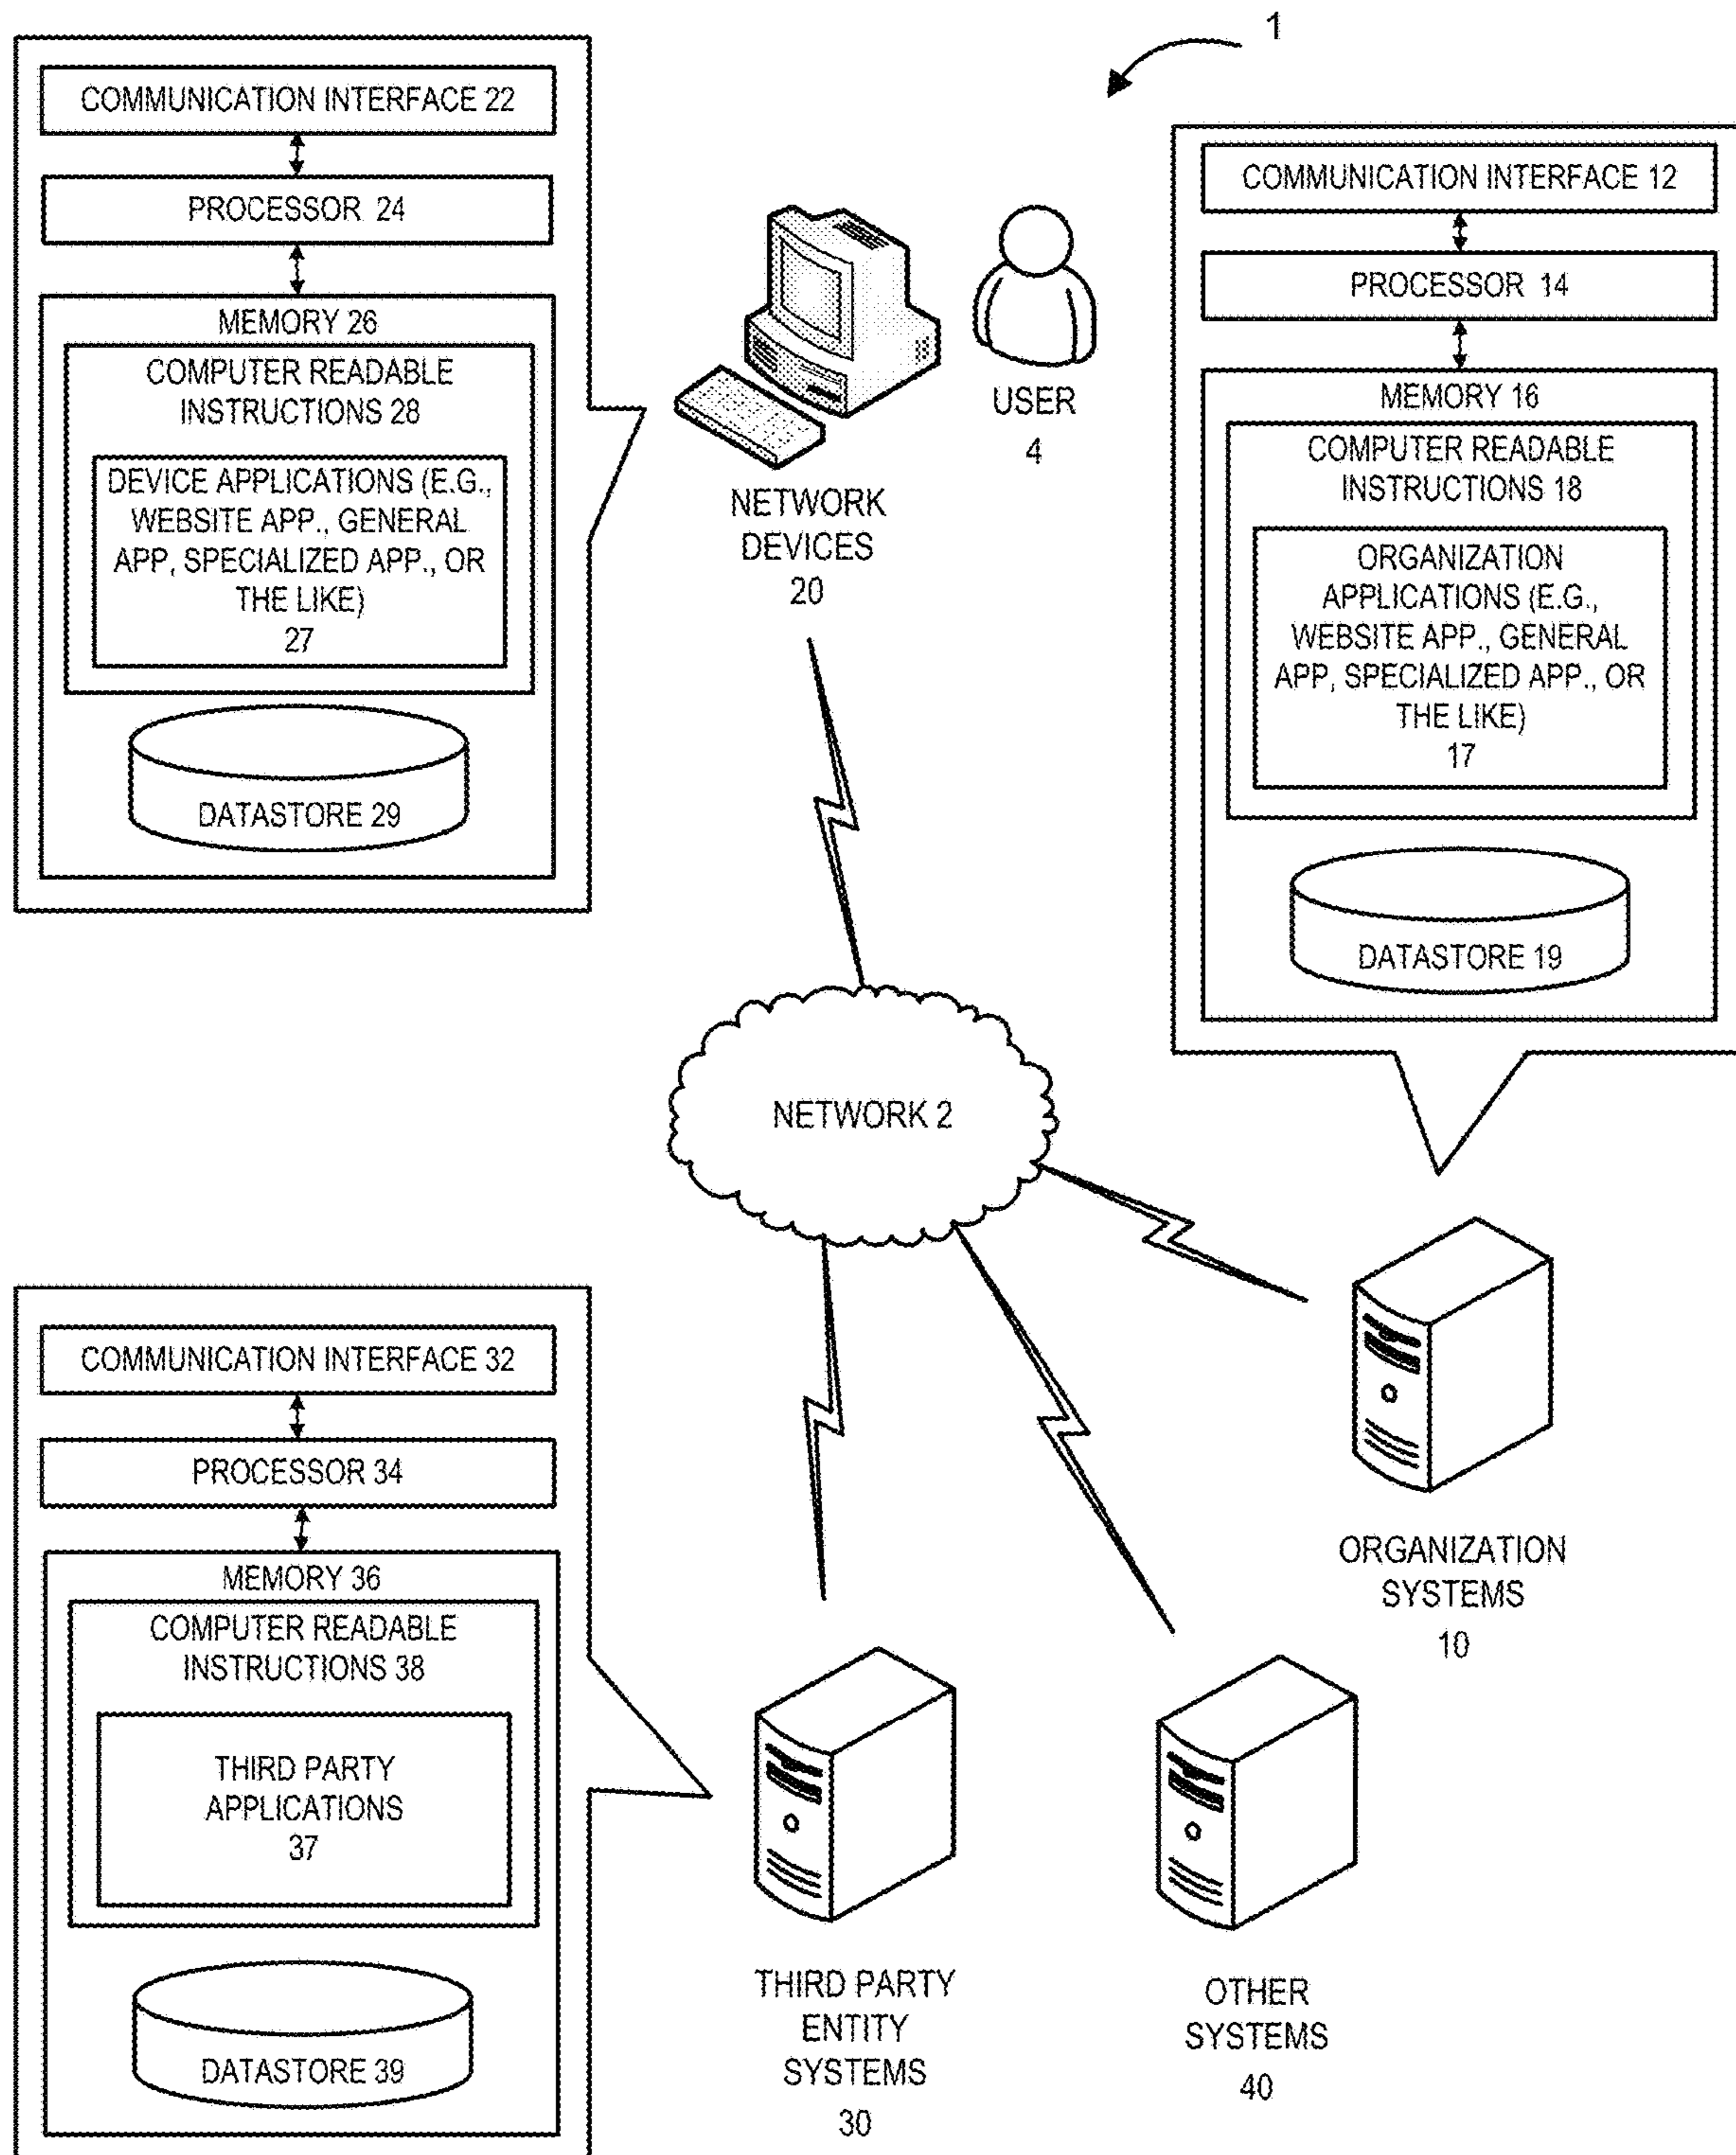 1
COMMUNICATION INTERFACE 22
PROCESSOR 24
MEMORY 26
COMPUTER READABLE
INSTRUCTIONS 28
DEVICE APPLICATIONS (E.G.,
WEBSITE APP., GENERAL
APP, SPECIALIZED APP., OR
THE LIKE)
27
DATASTORE 29
NETWORK
DEVICES
20
USER
4
COMMUNICATION INTERFACE 12
PROCESSOR 14
MEMORY 16
COMPUTER READABLE
INSTRUCTIONS 18
ORGANIZATION
APPLICATIONS (E.G.,
WEBSITE APP., GENERAL
APP, SPECIALIZED APP., OR
THE LIKE)
17
DATASTORE 19
NETWORK 2
COMMUNICATION INTERFACE 32
PROCESSOR 34
MEMORY 36
COMPUTER READABLE
INSTRUCTIONS 38
THIRD PARTY
APPLICATIONS
37
DATASTORE 39
THIRD PARTY
ENTITY
SYSTEMS
30
OTHER
SYSTEMS
40
ORGANIZATION
SYSTEMS
10